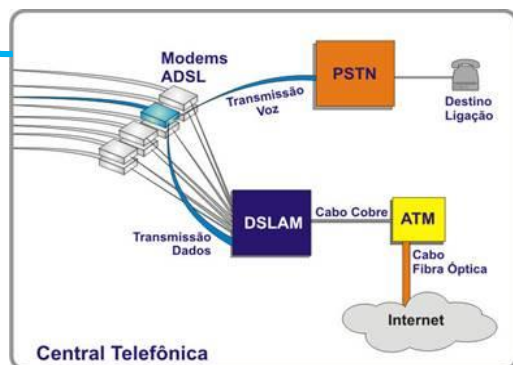 Modems
ADSL
PSTN
Transmissão
Voz
Destino
Ligação
DSLAM
Cabo Cobre
ATM
Transmissão
Dados
Cabo
Fibra Óptica
Internet
Central Telefônica